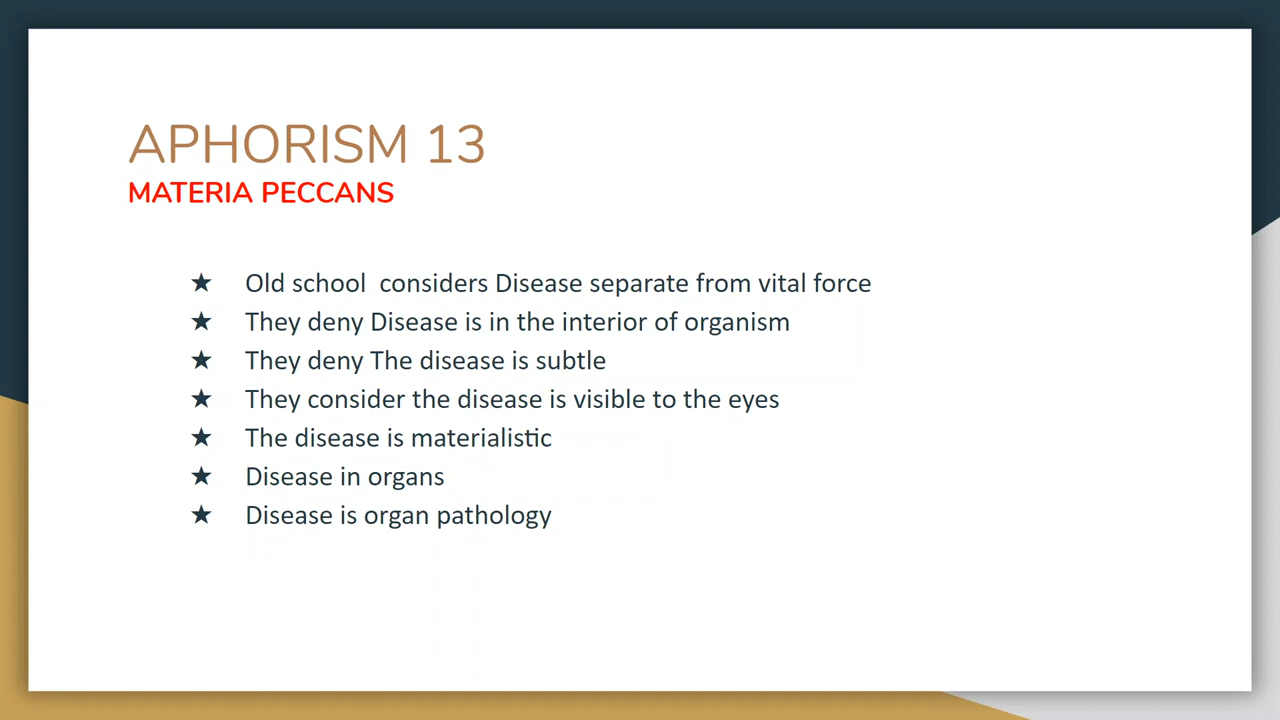 APHORISM 13
MATERIA PECCANS
★ Old school  considers Disease separate from vital force
★ They deny Disease is in the interior of organism
★ They deny The disease is subtle
★ They consider the disease is visible to the eyes
★ The disease is materialistic
★ Disease in organs
★ Disease is organ pathology